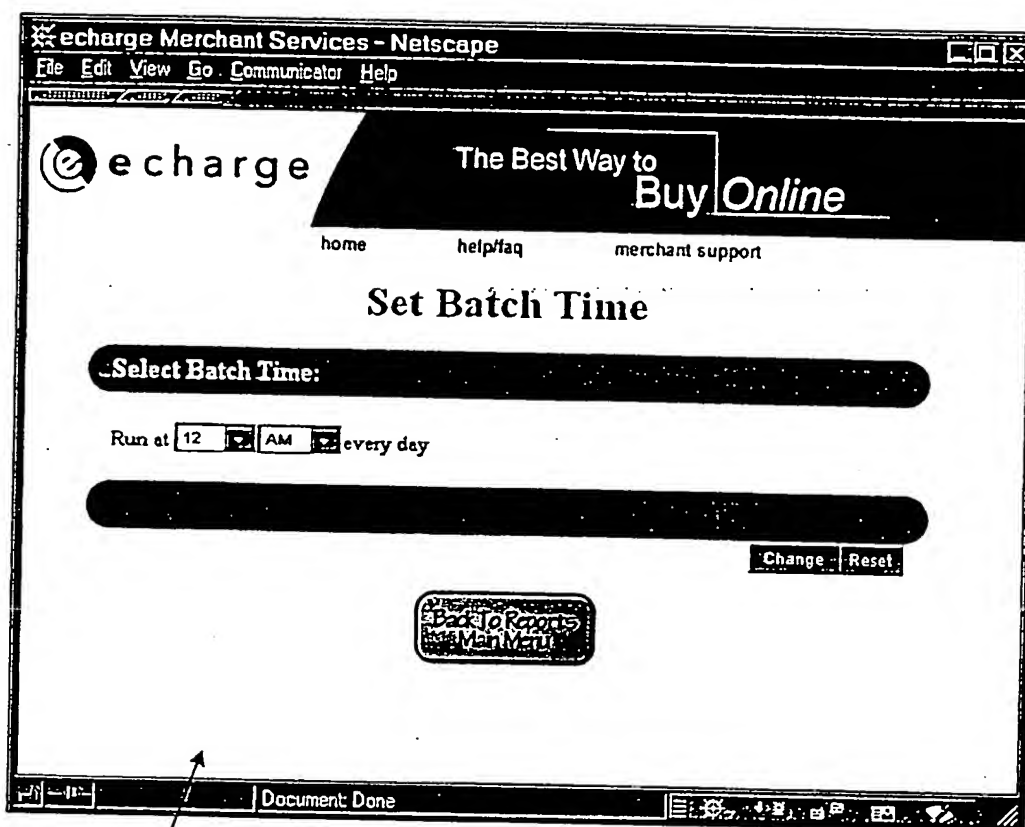 echarge Merchant Services - Netscape
File Edit View Go Communicator Help
echarge
The Best Way to
Buy Online
home help/faq merchant support
Set Batch Time
Select Batch Time:
Run at 12 AM every day
Change Reset
Back To Reports
Main Menu
Document: Done